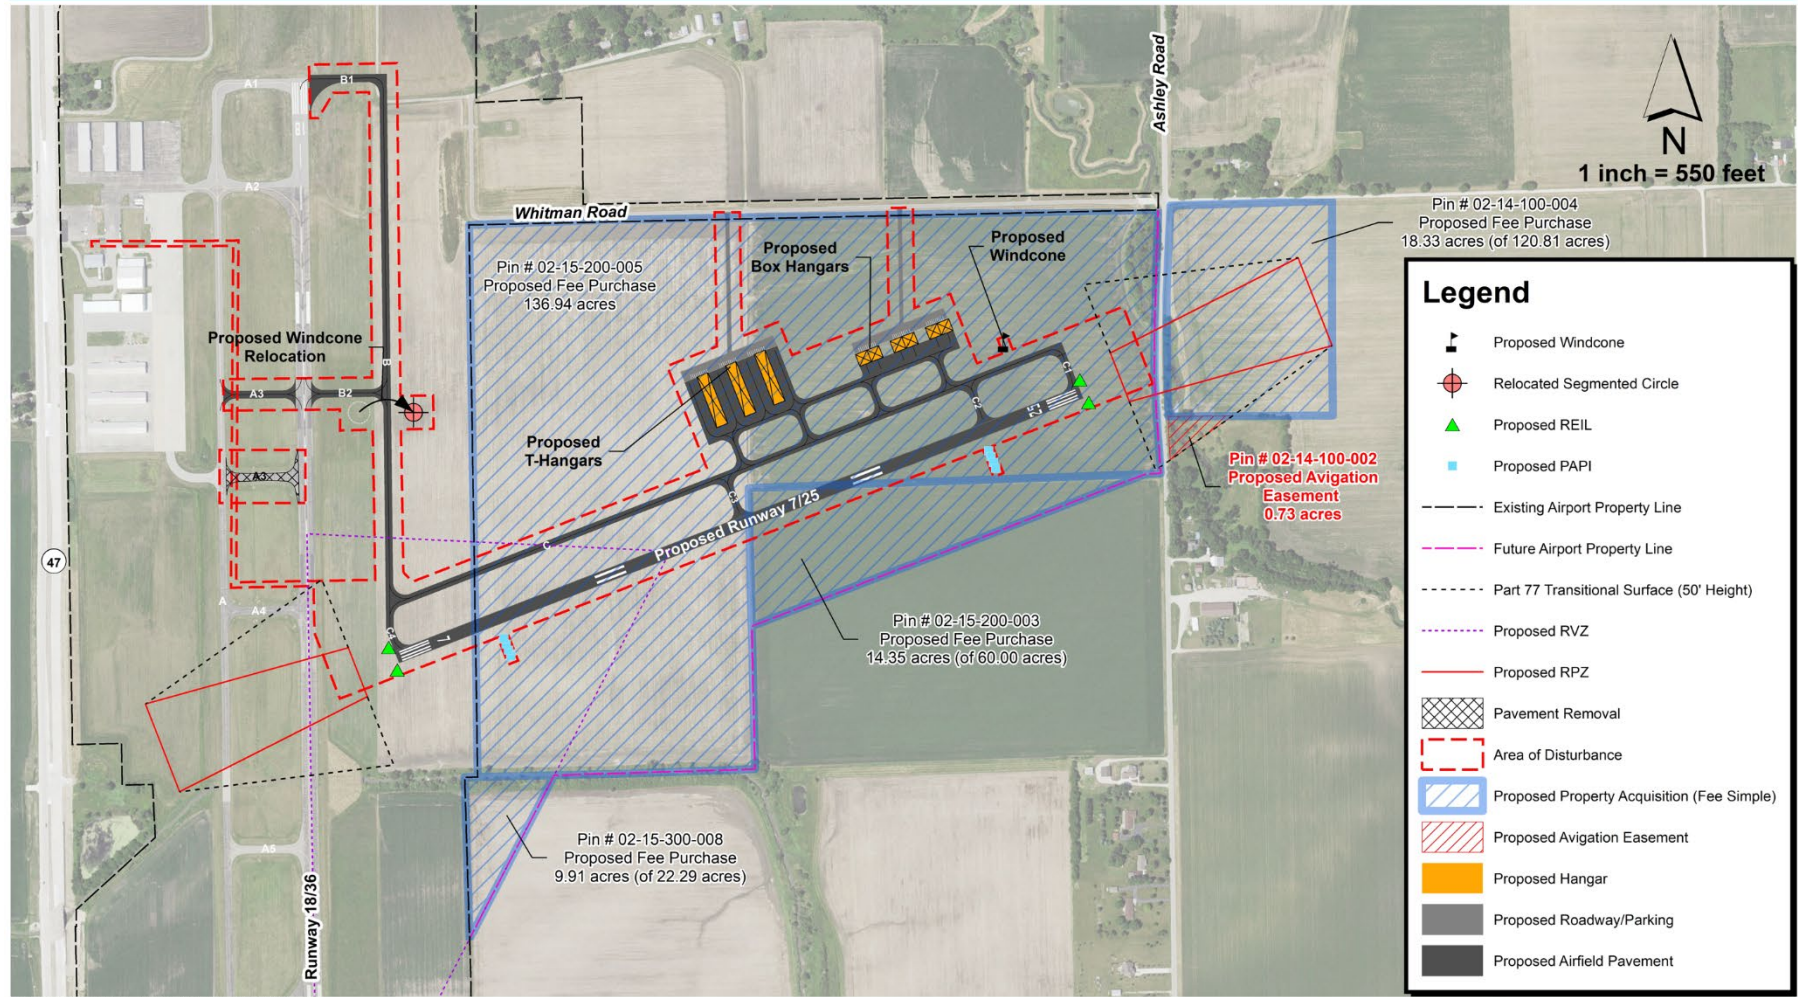 Ashley Road
N
1 inch = 550 feet
B1
A1
18
A2
Whitman Road
Pin # 02-14-100-004
Proposed Fee Purchase
18.33 acres (of 120.81 acres)
Pin # 02-15-200-005
Proposed Fee Purchase
136.94 acres
Proposed
Box Hangars
Proposed
Windcone
Proposed Windcone
Relocation
B
A3
B2
C1
C2
25
Proposed
T-Hangars
A3
Pin # 02-14-100-002
Proposed Avigation
Easement
0.73 acres
C3
Proposed Runway 7/25
C
47
A
A4
C4
7
Pin # 02-15-200-003
Proposed Fee Purchase
14.35 acres (of 60.00 acres)
Pin # 02-15-300-008
Proposed Fee Purchase
9.91 acres (of 22.29 acres)
A5
Runway 18/36
Legend
Proposed Windcone
Relocated Segmented Circle
Proposed REIL
Proposed PAPI
Existing Airport Property Line
Future Airport Property Line
Part 77 Transitional Surface (50' Height)
Proposed RVZ
Proposed RPZ
Pavement Removal
Area of Disturbance
Proposed Property Acquisition (Fee Simple)
Proposed Avigation Easement
Proposed Hangar
Proposed Roadway/Parking
Proposed Airfield Pavement